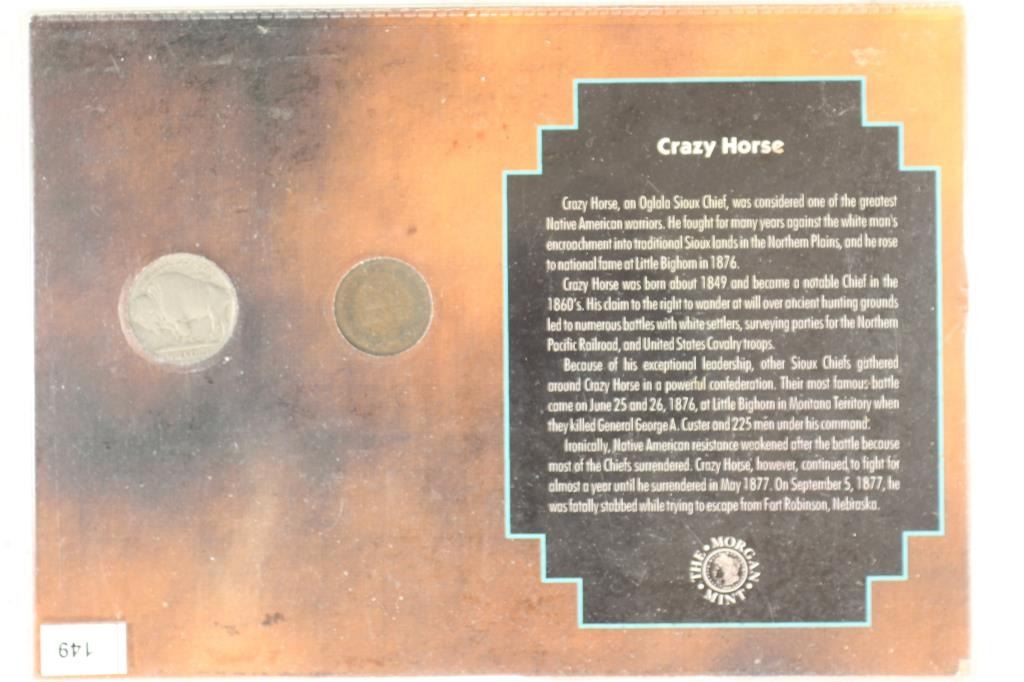 Crazy Horse
Crazy Horse, an Oglala Sioux Chief, was considered one of the greatest
Native American warriors. He fought for many years against the white man's
encroachment into traditional Sioux lands in the Northern Plains, and he rose
to national fame at Little Bighorn in 1876.
Crazy Horse was born about 1849 and became a notable Chief in the
1860's. His claim to the right to wander at will over ancient hunting grounds
led to numerous battles with white settlers, surveying parties for the Northern
Pacific Railroad, and United States Cavalry troops.
Because of his exceptional leadership, other Sioux Chiefs gathered
around Crazy Horse in a powerful confederation. Their most famous battle
came on June 25 and 26, 1876, at Little Bighorn in Montana Territory when
they killed General George A. Custer and 225 men under his command.
Ironically, Native American resistance weakened after the battle because
most of the Chiefs surrendered. Crazy Horse, however, continued to fight for
almost a year until he surrendered in May 1877. On September 5, 1877, he
was fatally stabbed while trying to escape from Fort Robinson, Nebraska.
THE • MORGAN • MINT •
149